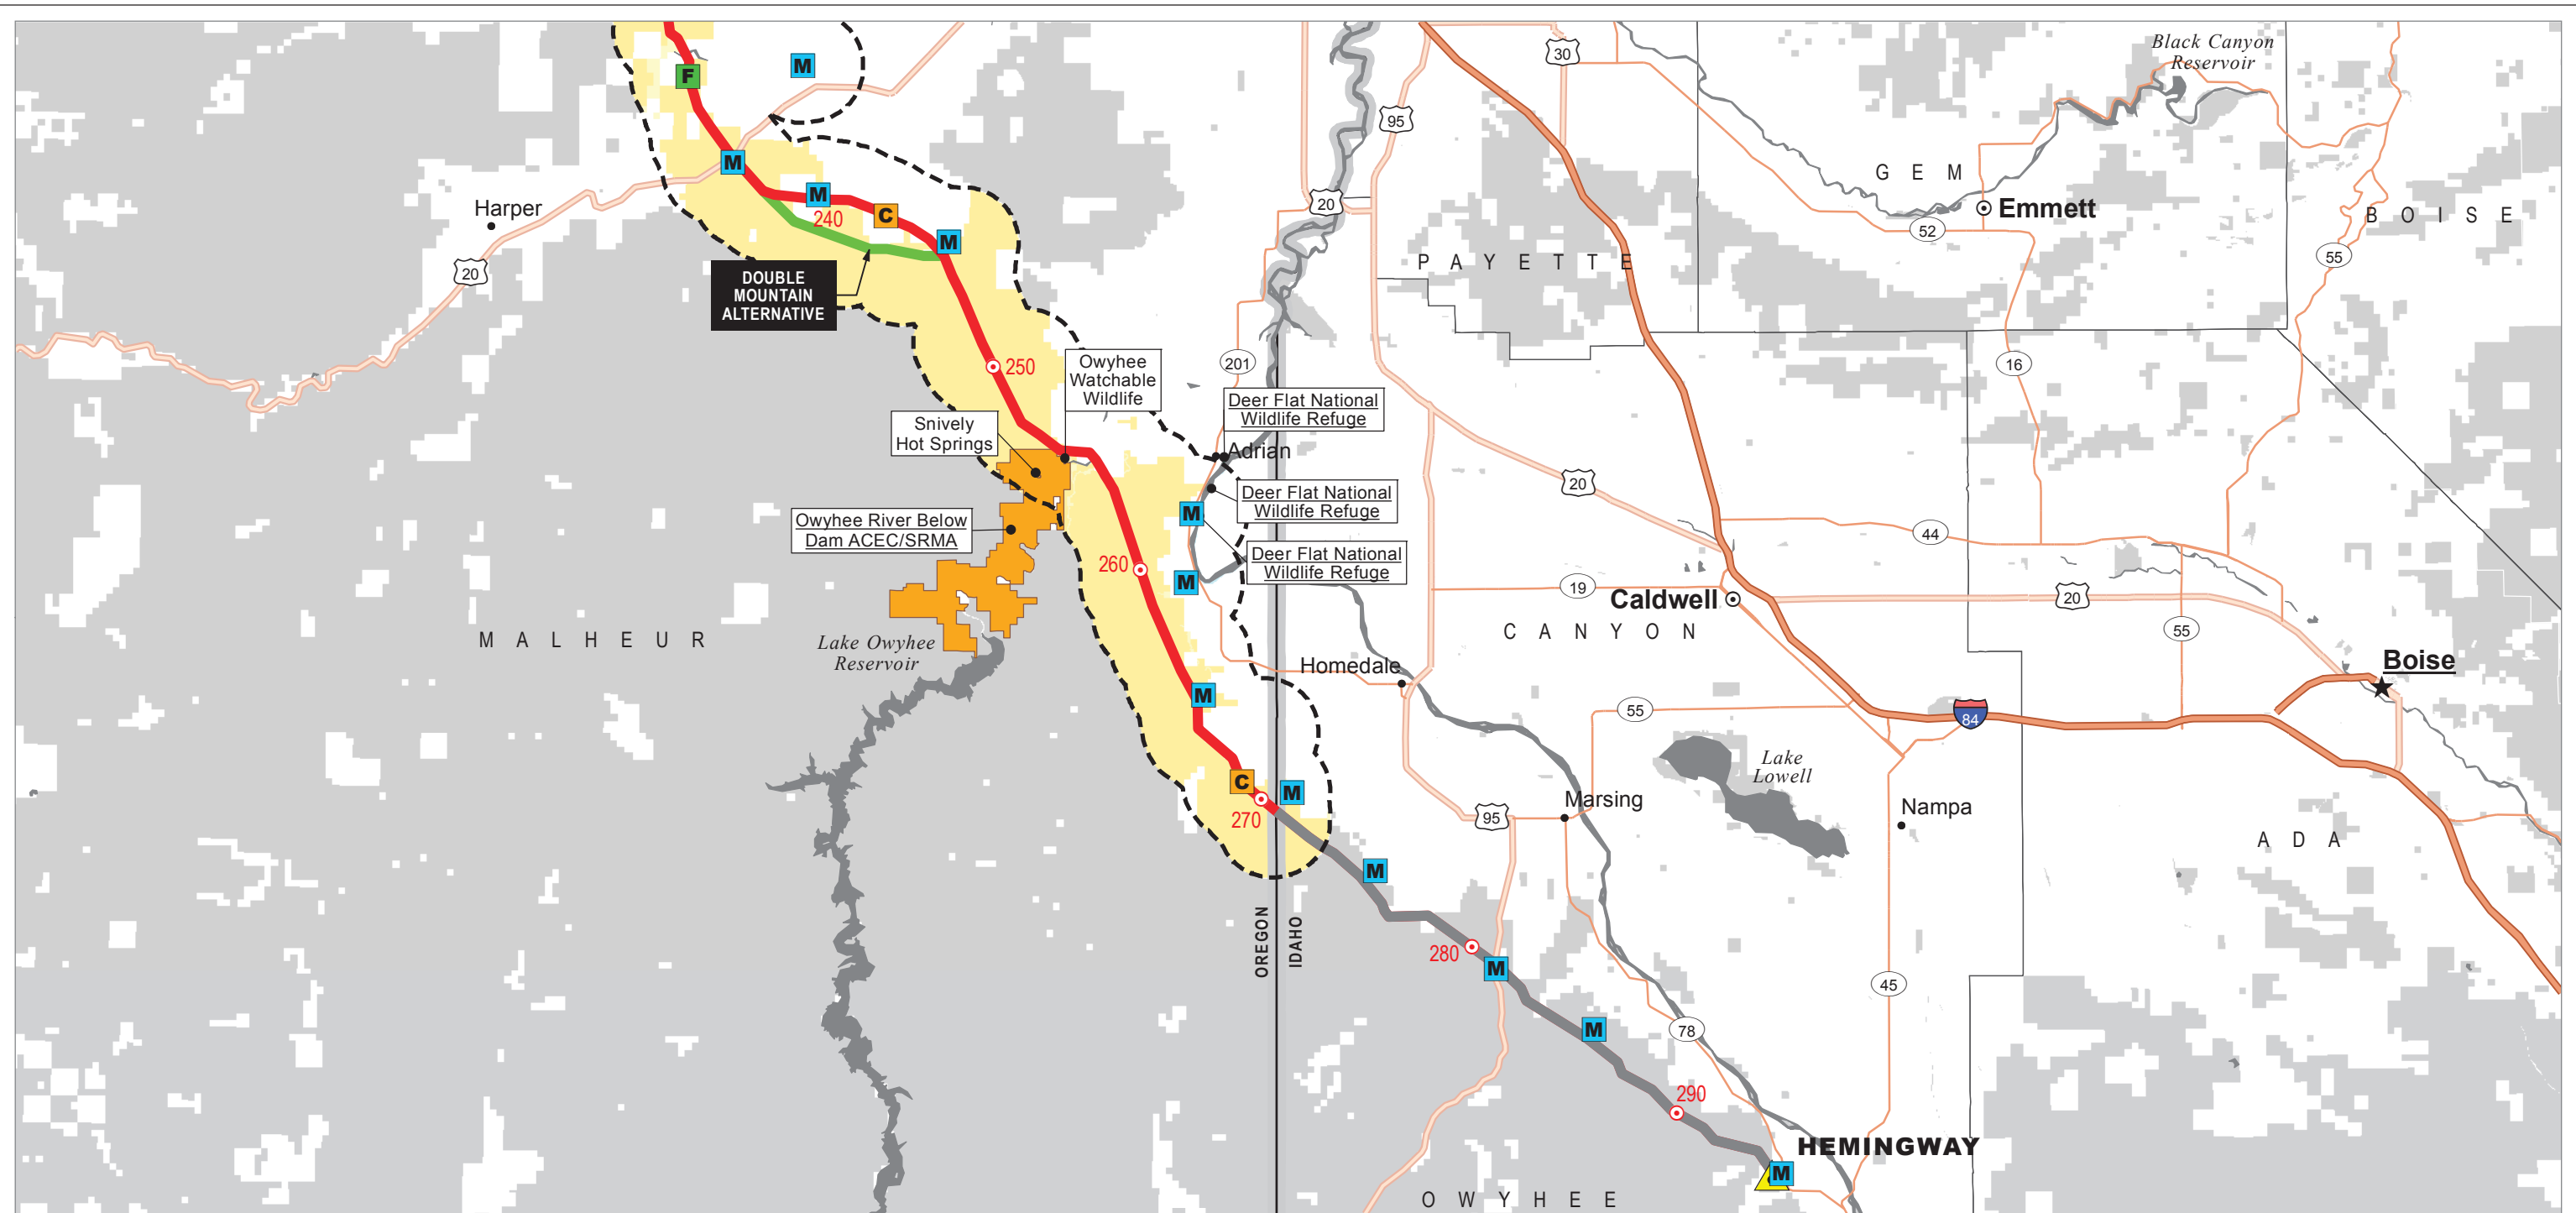 Black Canyon
Reservoir
30
F
M
95
M
G E M
M
240
C
20
Harper
Emmett
B O I S E
52
M
55
P A Y E T T E
20
DOUBLE
MOUNTAIN
ALTERNATIVE
250
Owyhee
Watchable
Wildlife
201
16
Deer Flat National
Wildlife Refuge
Snively
Hot Springs
Adrian
20
Deer Flat National
Wildlife Refuge
M
Owyhee River Below
Dam ACEC/SRMA
44
260
Deer Flat National
Wildlife Refuge
M
19
Caldwell
20
C A N Y O N
55
M A L H E U R
Lake Owyhee
Reservoir
Homedale
Boise
M
55
84
Lake
Lowell
C
M
270
Marsing
95
Nampa
A D A
M
OREGON
IDAHO
280
M
45
M
78
290
HEMINGWAY
M
O W Y H E E